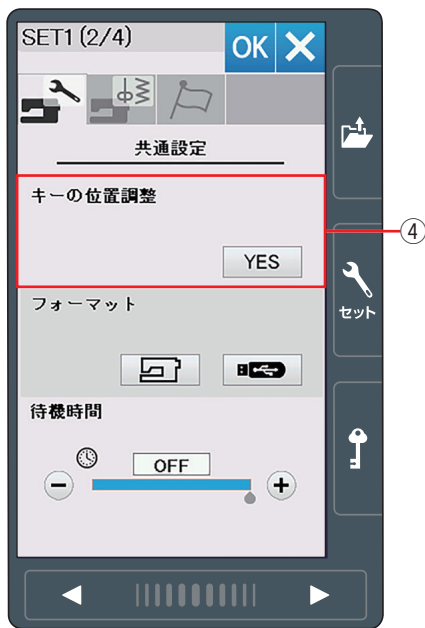 SET1 (2/4)
OK
共通設定
キーの位置調整
YES
④
フォーマット
セット
待機時間
OFF